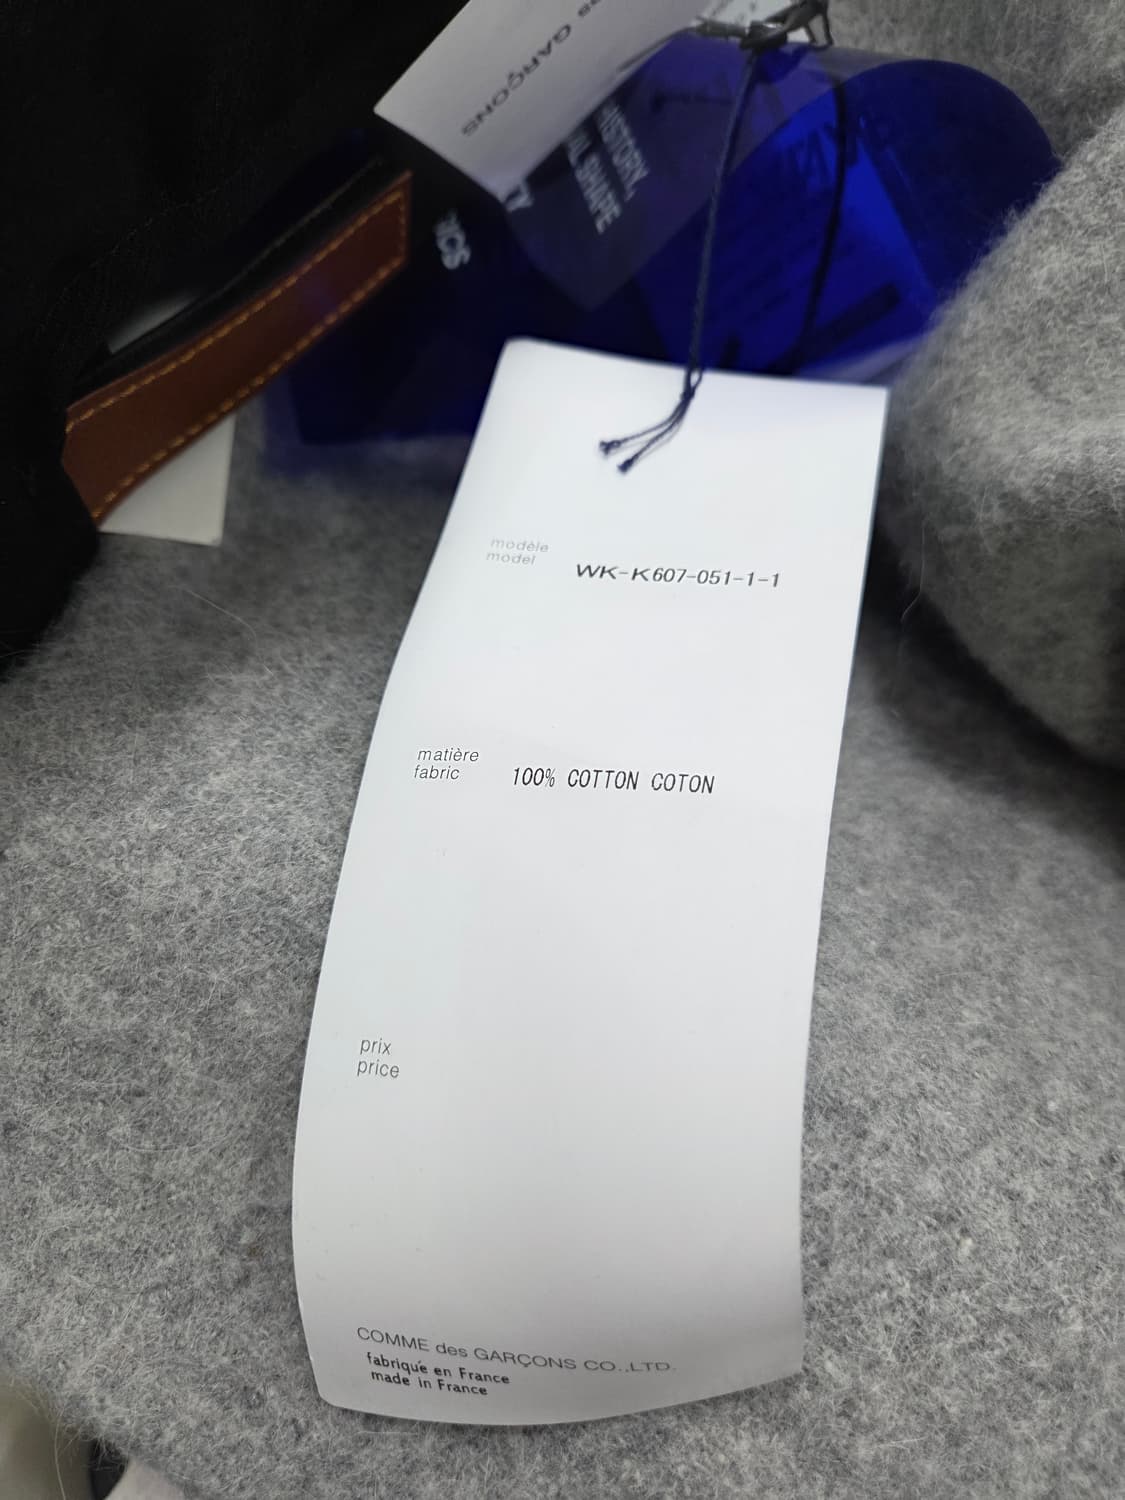 GARÇONS
modèle
model
WK-K607-051-1-1
matière
fabric
100% COTTON COTON
prix
price
COMME des GARÇONS CO.,LTD.
fabriqué en France
made in France